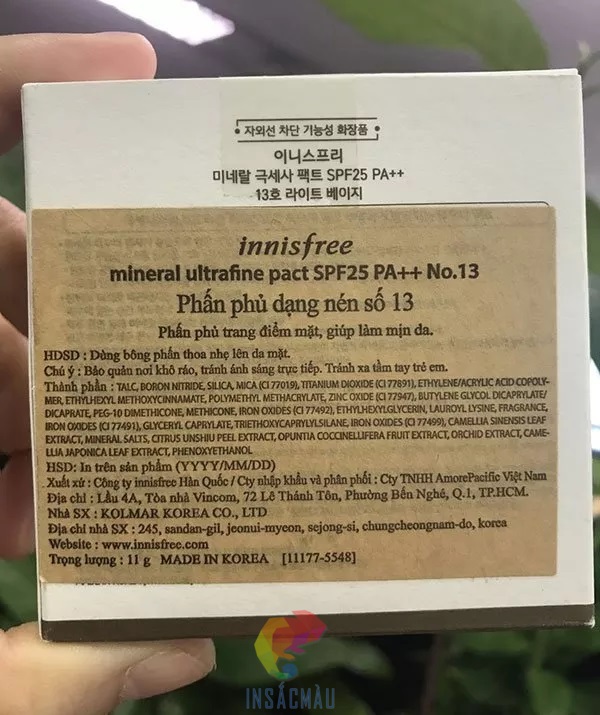 자외선 차단 기능성 화장품
이니스프리
미네랄 극세사 팩트 SPF25 PA++
13호 라이트 베이지
innisfree
mineral ultrafine pact SPF25 PA++ No.13
Phấn phủ dạng nén số 13
Phấn phủ trang điểm mặt, giúp làm mịn da.
HDSD : Dùng bông phấn thoa nhẹ lên da mặt.
Chú ý : Bảo quản nơi khô ráo, tránh ánh sáng trực tiếp. Tránh xa tầm tay trẻ em.
Thành phần : TALC, BORON NITRIDE, SILICA, MICA (CI 77019), TITANIUM DIOXIDE (CI 77891), ETHYLENE/ACRYLIC ACID COPOLY-
MER, ETHYLHEXYL METHOXYCINNAMATE, POLYMETHYL METHACRYLATE, ZINC OXIDE (CI 77947), BUTYLENE GLYCOL DICAPRYLATE/
DICAPRATE, PEG-10 DIMETHICONE, METHICONE, IRON OXIDES (CI 77492), ETHYLHEXYLGLYCERIN, LAUROYL LYSINE, FRAGRANCE,
IRON OXIDES (CI 77491), GLYCERYL CAPRYLATE, TRIETHOXYCAPRYLYLSILANE, IRON OXIDES (CI 77499), CAMELLIA SINENSIS LEAF
EXTRACT, MINERAL SALTS, CITRUS UNSHIU PEEL EXTRACT, OPUNTIA COCCINELLIFERA FRUIT EXTRACT, ORCHID EXTRACT, CAME-
LLIA JAPONICA LEAF EXTRACT, PHENOXYETHANOL
HSD: In trên sản phẩm (YYYY/MM/DD)
Xuất xứ : Công ty innisfree Hàn Quốc / Cty nhập khẩu và phân phối : Cty TNHH AmorePacific Việt Nam
Địa chỉ : Lầu 4A, Tòa nhà Vincom, 72 Lê Thánh Tôn, Phường Bến Nghé, Q.1, TP.HCM.
Nhà SX : KOLMAR KOREA CO., LTD
Địa chỉ nhà SX : 245, sandan-gil, jeonui-myeon, sejong-si, chungcheongnam-do, korea
Website : www.innisfree.com
Trọng lượng : 11 g MADE IN KOREA [11177-5548]
INSẮCMÀU